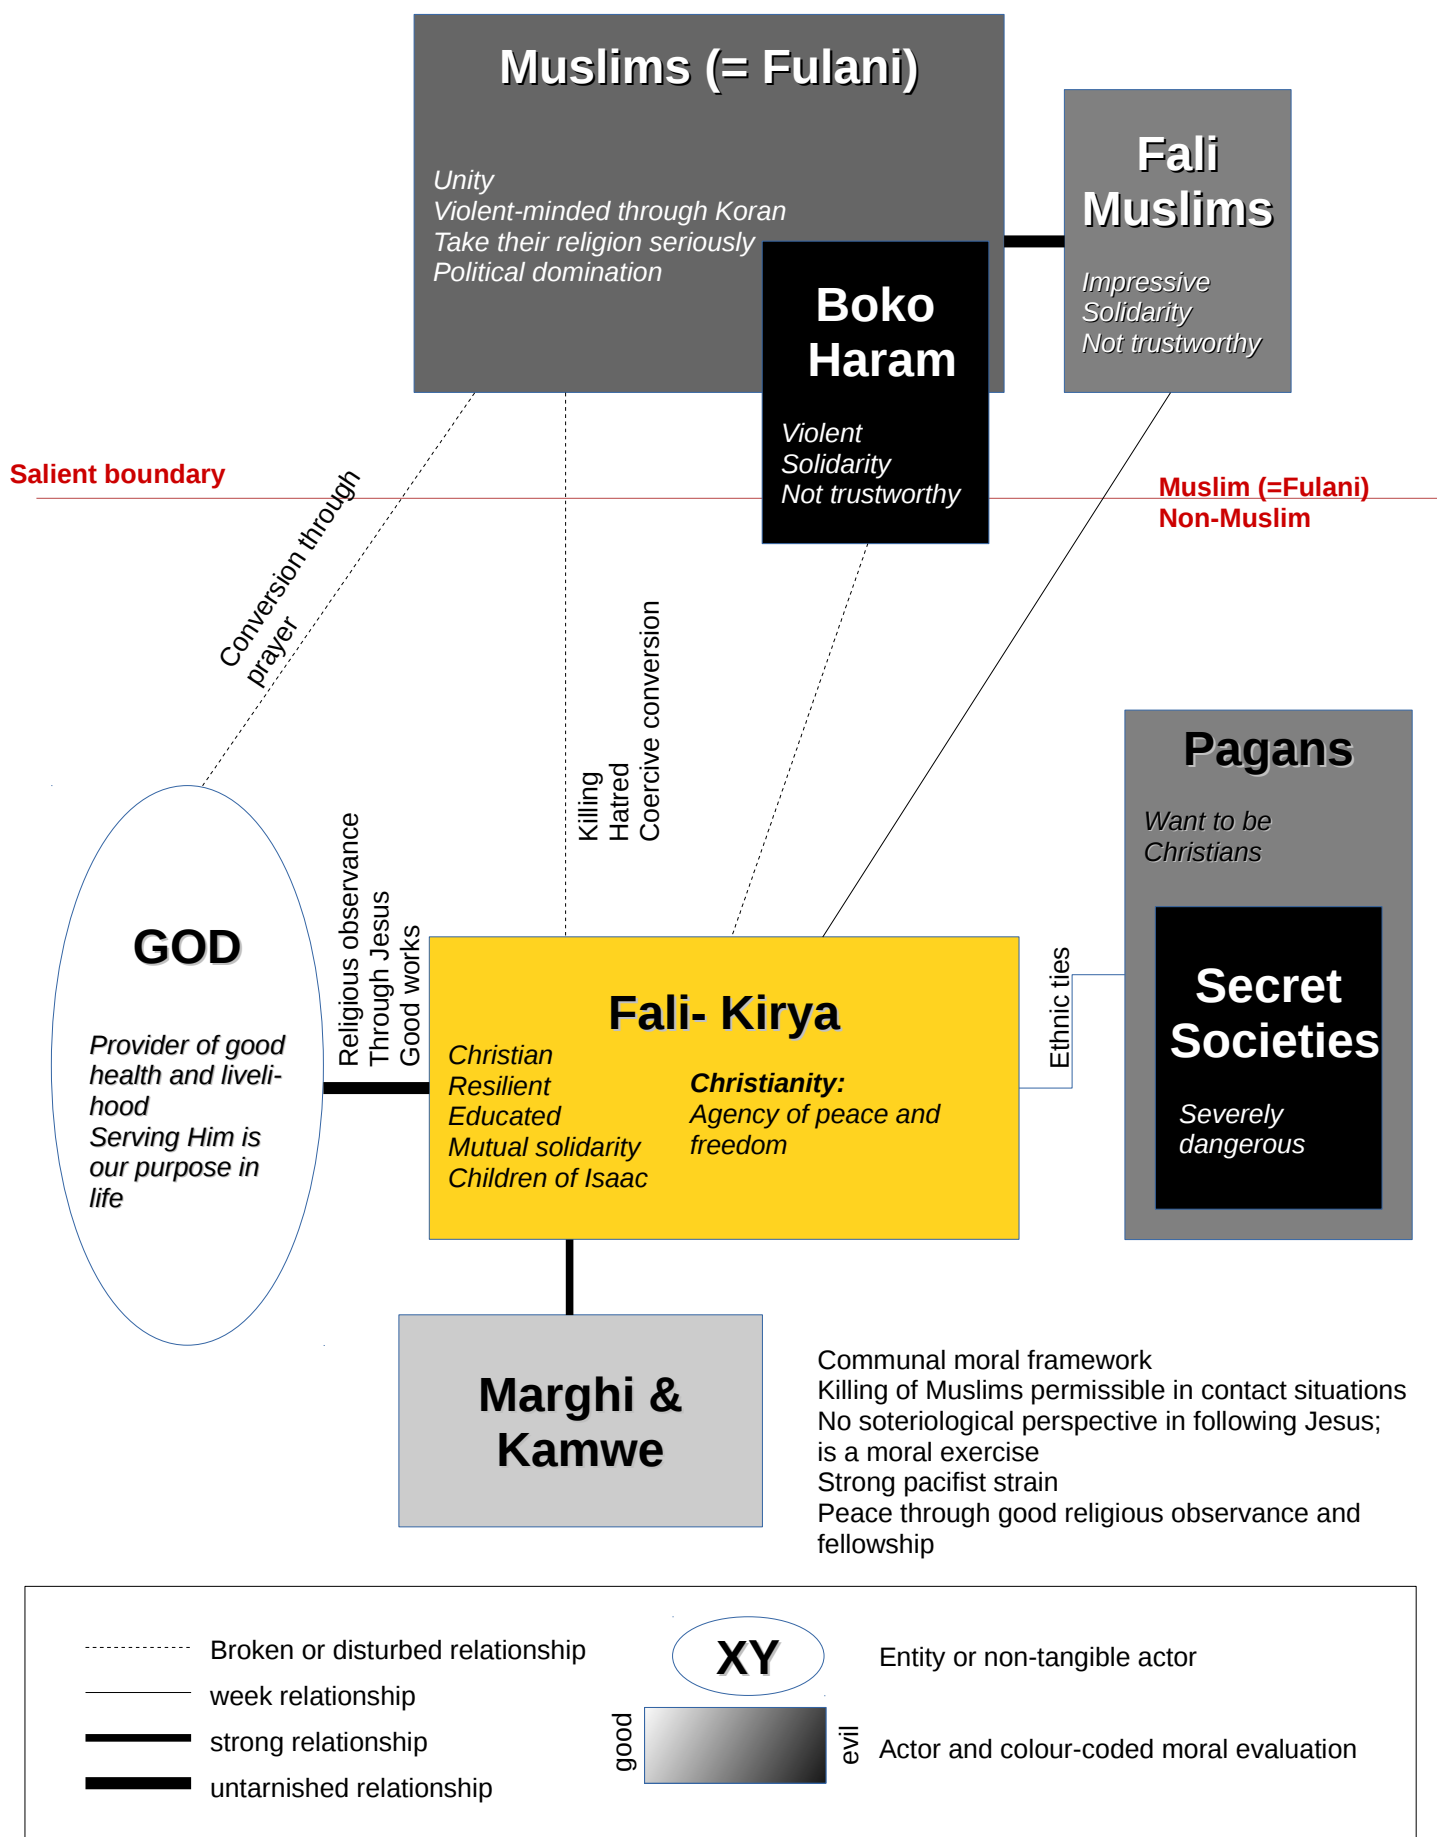 Muslims (= Fulani)
Unity
Violent-minded through Koran
Take their religion seriously
Political domination
Fali
Muslims
Impressive
Solidarity
Not trustworthy
Boko
Haram
Violent
Solidarity
Not trustworthy
Salient boundary
Muslim (=Fulani)
Non-Muslim
Conversion through
prayer
Killing
Hatred
Coercive conversion
Pagans
Want to be
Christians
Secret
Societies
Severely
dangerous
GOD
Provider of good
health and liveli-
hood
Serving Him is
our purpose in
life
Religious observance
Through Jesus
Good works
Fali- Kirya
Christian
Resilient
Educated
Mutual solidarity
Children of Isaac
Christianity:
Agency of peace and
freedom
Ethnic ties
Marghi &
Kamwe
Communal moral framework
Killing of Muslims permissible in contact situations
No soteriological perspective in following Jesus;
is a moral exercise
Strong pacifist strain
Peace through good religious observance and
fellowship
Broken or disturbed relationship
week relationship
strong relationship
untarnished relationship
XY
Entity or non-tangible actor
good
evil
Actor and colour-coded moral evaluation